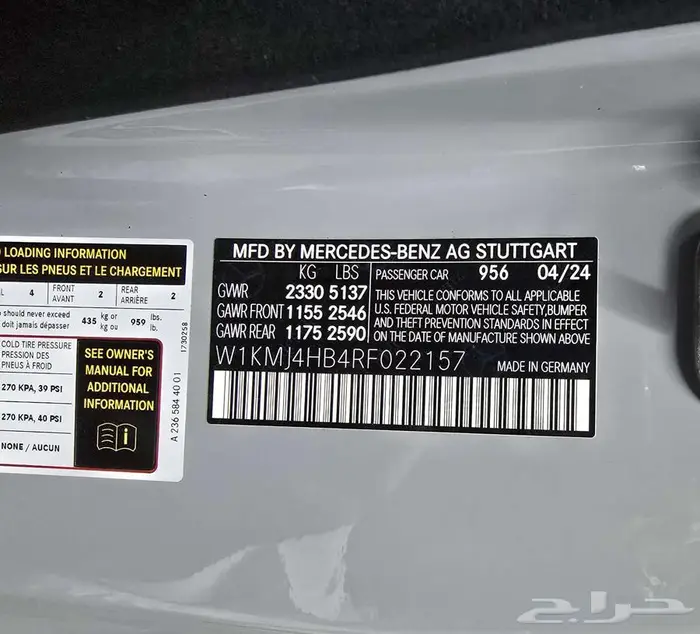 LOADING INFORMATION
SUR LES PNEUS ET LE CHARGEMENT
4 FRONT AVANT 2 REAR ARRIÈRE 2
should never exceed
doit jamais dépasser 435 kg or kg ou 959 lbs. or lb.
COLD TIRE PRESSURE
PRESSION DES PNEUS À FROID
270 KPA, 39 PSI
270 KPA, 40 PSI
NONE / AUCUN
SEE OWNER'S
MANUAL FOR
ADDITIONAL
INFORMATION
1730258
A 236 584 40 01
MFD BY MERCEDES-BENZ AG STUTTGART
KG LBS
GVWR 2330 5137
GAWR FRONT 1155 2546
GAWR REAR 1175 2590
PASSENGER CAR 956 04/24
THIS VEHICLE CONFORMS TO ALL APPLICABLE
U.S. FEDERAL MOTOR VEHICLE SAFETY,BUMPER
AND THEFT PREVENTION STANDARDS IN EFFECT
ON THE DATE OF MANUFACTURE SHOWN ABOVE.
W1KMJ4HB4RF022157
MADE IN GERMANY
حراج